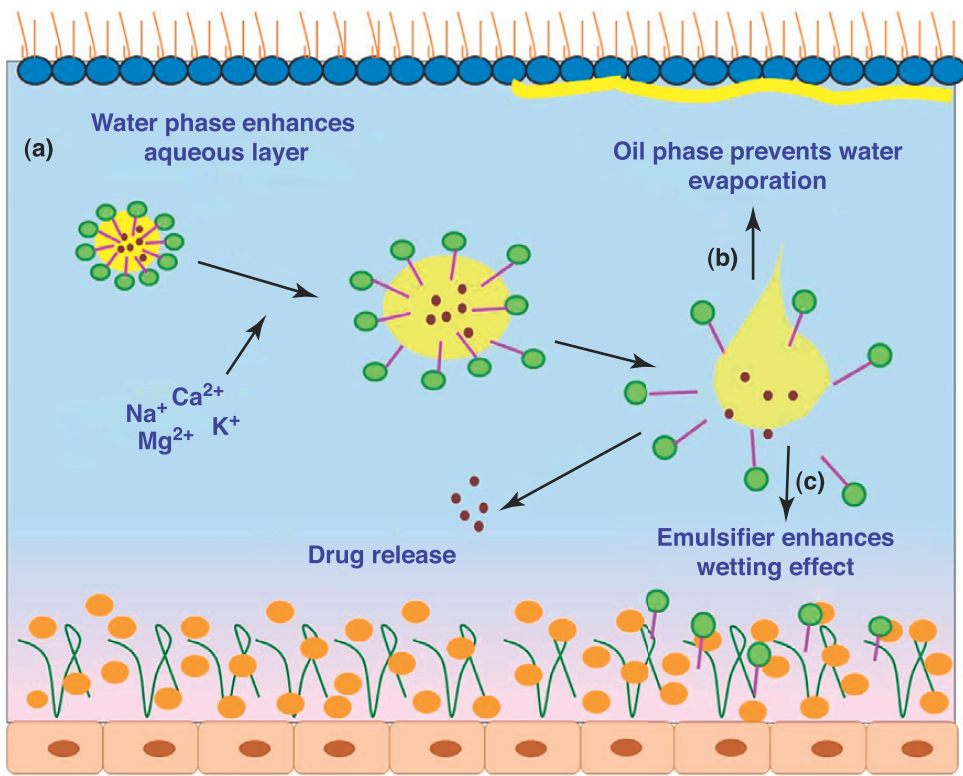 (a)
Water phase enhances
aqueous layer
Oil phase prevents water
evaporation
(b)
Na⁺ Ca²⁺
Mg²⁺ K⁺
(c)
Drug release
Emulsifier enhances
wetting effect